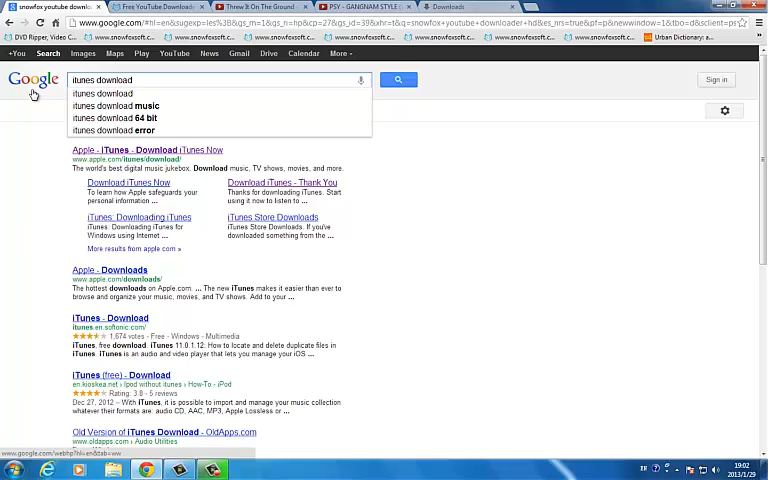 snowfox youtube downloa
Free YouTube Downloade
Threw It On The Ground
PSY - GANGNAM STYLE (
Downloads
www.google.com/#hl=en&sugexp=les%3B&gs_rn=1&gs_ri=hp&cp=27&gs_id=39&xhr=t&q=snowfox+youtube+downloader+hd&es_nrs=true&pf=p&newwindow=1&tbo=d&sclient=ps
DVD Ripper, Video C
www.snowfoxsoft.c
www.snowfoxsoft.c
www.snowfoxsoft.c
www.snowfoxsoft.c
www.snowfoxsoft.c
Urban Dictionary: a
+You Search Images Maps Play YouTube News Gmail Drive Calendar More
Google
itunes download
Sign in
itunes download
itunes download music
itunes download 64 bit
itunes download error
Apple - iTunes - Download iTunes Now
www.apple.com/itunes/download/
The world's best digital music jukebox. Download music, TV shows, movies, and more.
Download iTunes Now
To learn how Apple safeguards your
personal information ...
Download iTunes - Thank You
Thanks for downloading iTunes. Start
using it now to listen to ...
iTunes: Downloading iTunes
iTunes: Downloading iTunes for
Windows using Internet ...
iTunes Store Downloads
iTunes Store Downloads. If you've
downloaded something from the ...
More results from apple.com »
Apple - Downloads
www.apple.com/downloads/
The hottest downloads on Apple.com. ... The new iTunes makes it easier than ever to
browse and organize your music, movies, and TV shows. Add to your ...
iTunes - Download
itunes.en.softonic.com/
1,674 votes - Free - Windows - Multimedia
iTunes, free download. iTunes 11.0.1.12: How to locate and delete duplicate files in
iTunes. iTunes is an audio and video player that lets you manage your iOS ...
iTunes (free) - Download
en.kioskea.net › Ipod without itunes › How-To - iPod
Rating: 3.8 - 5 reviews
Dec 27, 2012 – With iTunes, it is possible to import and manage your music collection
whatever their formats are: audio CD, AAC, MP3, Apple Lossless or ...
Old Version of iTunes Download - OldApps.com
www.oldapps.com › Audio Utilities
www.google.com/webhp?hl=en&tab=ww
19:02
2013/1/29